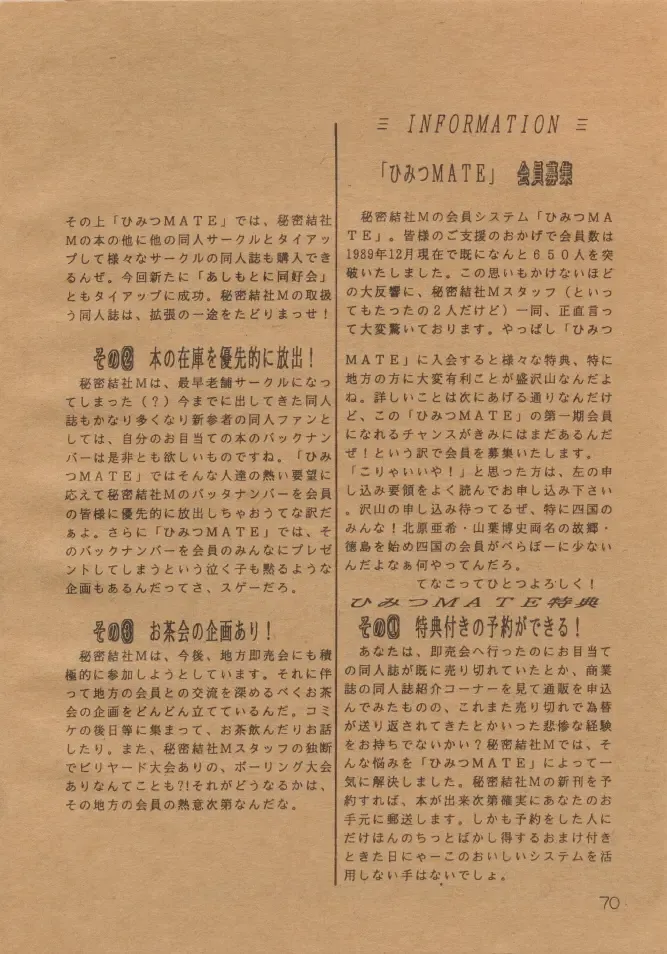 三 INFORMATION 三
「ひみつMATE」 会員募集
秘密結社Mの会員システム「ひみつMA
TE」。皆様のご支援のおかげで会員数は
1989年12月現在で既になんと650人を突
破いたしました。この思いもかけないほど
の大反響に、秘密結社Mスタッフ(といっ
てもたったの2人だけど)一同、正直言っ
て大変驚いております。やっぱし「ひみつ
MATE」に入会すると様々な特典、特に
地方の方に大変有利ことが盛沢山なんだよ
ね。詳しいことは次にあげる通りなんだけ
ど、この「ひみつMATE」の第一期会員
になれるチャンスがきみにはまだあるんだ
ぜ!という訳で会員を募集いたします。
「こりゃいいや!」と思った方は、左の申
し込み要領をよく読んでお申し込み下さい
。沢山の申し込み待ってるぜ、特に四国の
みんな!北原亜希・山葉博史両名の故郷・
徳島を始め四国の会員がべらぼーに少ない
んだよなぁ何やってんだろ。
てなこってひとつよろしく!
ひみつMATE特典
その① 特典付きの予約ができる!
あなたは、即売会へ行ったのにお目当て
の同人誌が既に売り切れていたとか、商業
誌の同人誌紹介コーナーを見て通販を申込
んでみたものの、これまた売り切れで為替
が送り返されてきたとかいった悲惨な経験
をお持ちでないかい?秘密結社Mでは、そ
んな悩みを「ひみつMATE」によって一
気に解決しました。秘密結社Mの新刊を予
約すれば、本が出来次第確実にあなたのお
手元に郵送します。しかも予約をした人に
だけほんのちっとばかし得するおまけ付き
ときた日にゃーこのおいしいシステムを活
用しない手はないでしょ。
その上「ひみつMATE」では、秘密結社
Mの本の他に他の同人サークルとタイアッ
プして様々なサークルの同人誌も購入でき
るんぜ。今回新たに「あしもとに同好会」
ともタイアップに成功。秘密結社Mの取扱
う同人誌は、拡張の一途をたどりまっせ!
その② 本の在庫を優先的に放出!
秘密結社Mは、最早老舗サークルになっ
てしまった(?)今までに出してきた同人
誌もかなり多くなり新参者の同人ファンと
しては、自分のお目当ての本のバックナン
バーは是非とも欲しいものですね。「ひみ
つMATE」ではそんな人達の熱い要望に
応えて秘密結社Mのバッタナンバーを会員
の皆様に優先的に放出しちゃおうてな訳だ
ぁよ。さらに「ひみつMATE」では、そ
のバックナンバーを会員のみんなにプレゼ
ントしてしまうという泣く子も黙るような
企画もあるんだってさ、スゲーだろ。
その③ お茶会の企画あり!
秘密結社Mは、今後、地方即売会にも積
極的に参加しようとしています。それに伴
って地方の会員との交流を深めるべくお茶
会の企画をどんどん立てているんだ。コミ
ケの後日等に集まって、お茶飲んだりお話
したり。また、秘密結社Mスタッフの独断
でビリヤード大会ありの、ボーリング大会
ありなんてことも?!それがどうなるかは、
その地方の会員の熱意次第なんだな。
70